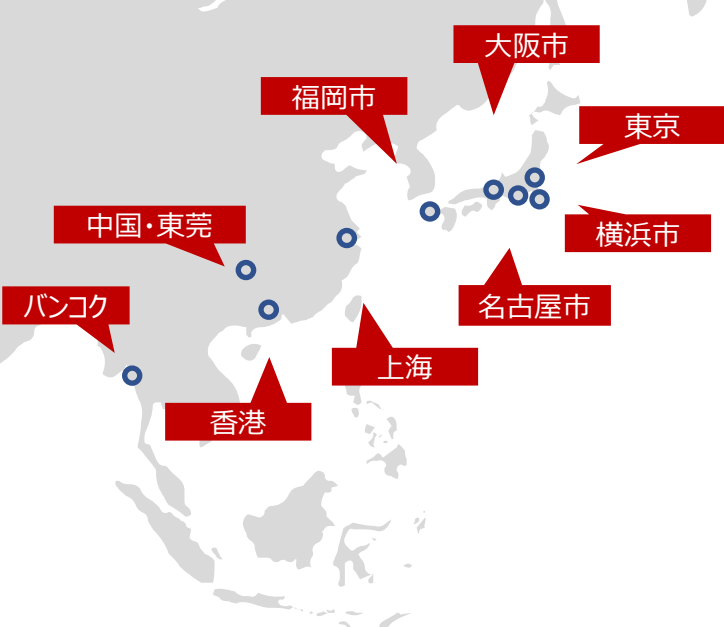 大阪市
福岡市
東京
中国・東莞
横浜市
バンコク
名古屋市
上海
香港